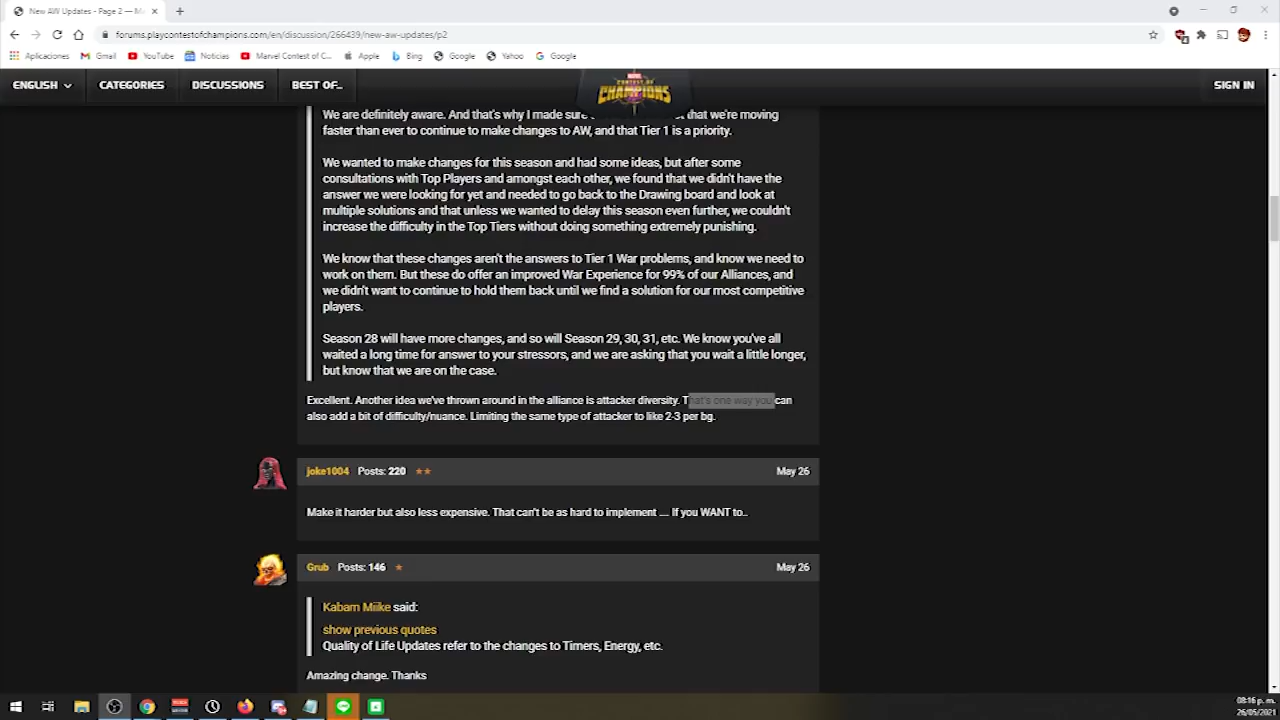 New AW Updates - Page 2 —
forums.playcontestofchampions.com/en/discussion/266439/new-aw-updates/p2
Aplicaciones Gmail YouTube Noticias Marvel Contest of C... Apple Bing Google Yahoo Google
ENGLISH CATEGORIES DISCUSSIONS BEST OF... MARVEL CONTEST OF CHAMPIONS SIGN IN
We are definitely aware. And that's why I made sure that we're moving
faster than ever to continue to make changes to AW, and that Tier 1 is a priority.
We wanted to make changes for this season and had some ideas, but after some
consultations with Top Players and amongst each other, we found that we didn't have the
answer we were looking for yet and needed to go back to the Drawing board and look at
multiple solutions and that unless we wanted to delay this season even further, we couldn't
increase the difficulty in the Top Tiers without doing something extremely punishing.
We know that these changes aren't the answers to Tier 1 War problems, and know we need to
work on them. But these do offer an improved War Experience for 99% of our Alliances, and
we didn't want to continue to hold them back until we find a solution for our most competitive
players.
Season 28 will have more changes, and so will Season 29, 30, 31, etc. We know you've all
waited a long time for answer to your stressors, and we are asking that you wait a little longer,
but know that we are on the case.
Excellent. Another idea we've thrown around in the alliance is attacker diversity. That's one way you can
also add a bit of difficulty/nuance. Limiting the same type of attacker to like 2-3 per bg.
joke1004 Posts: 220 ★★ May 26
Make it harder but also less expensive. That can't be as hard to implement .... If you WANT to..
Grub Posts: 146 ★ May 26
Kabam Miike said:
show previous quotes
Quality of Life Updates refer to the changes to Timers, Energy, etc.
Amazing change. Thanks
08:16 p. m.
26/05/2021